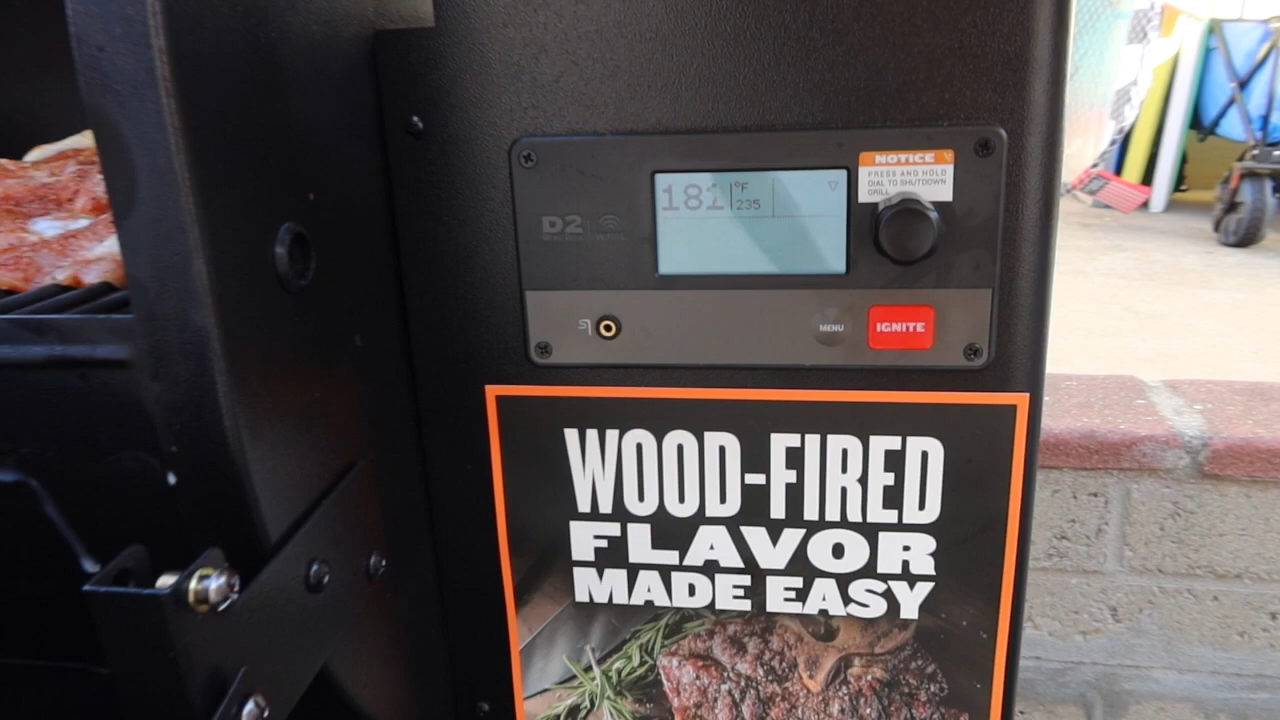 NOTICE
PRESS AND HOLD
DIAL TO SHUTDOWN
GRILL
181 °F
235
D2
MENU
IGNITE
WOOD-FIRED
FLAVOR
MADE EASY